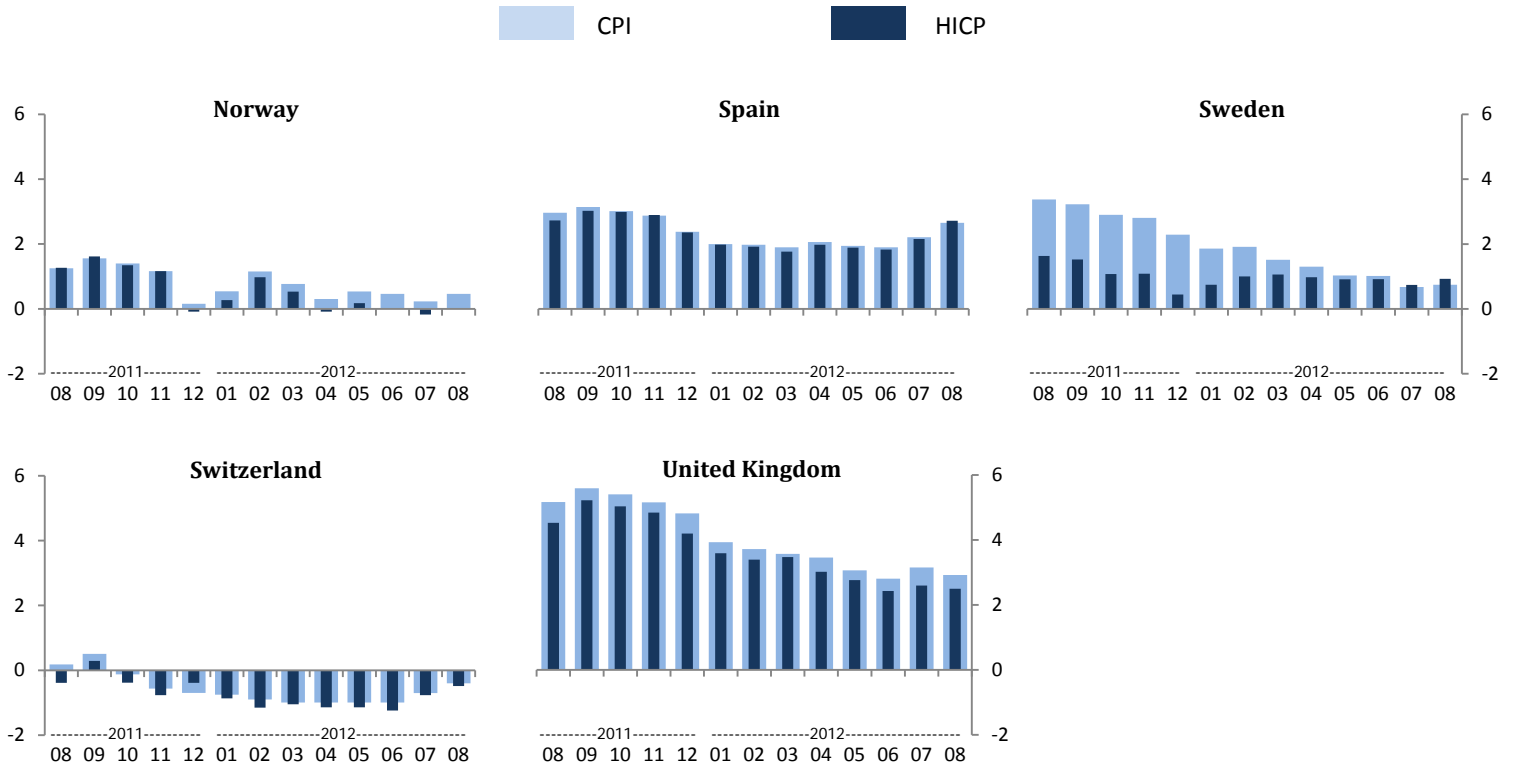 CPI HICP
Norway Spain Sweden
6 6
4 4
2 2
0 0
-2 -2
2011 2012 2011 2012 2011 2012
08 09 10 11 12 01 02 03 04 05 06 07 08 08 09 10 11 12 01 02 03 04 05 06 07 08 08 09 10 11 12 01 02 03 04 05 06 07 08
Switzerland United Kingdom
6 6
4 4
2 2
0 0
-2 -2
2011 2012 2011 2012
08 09 10 11 12 01 02 03 04 05 06 07 08 08 09 10 11 12 01 02 03 04 05 06 07 08